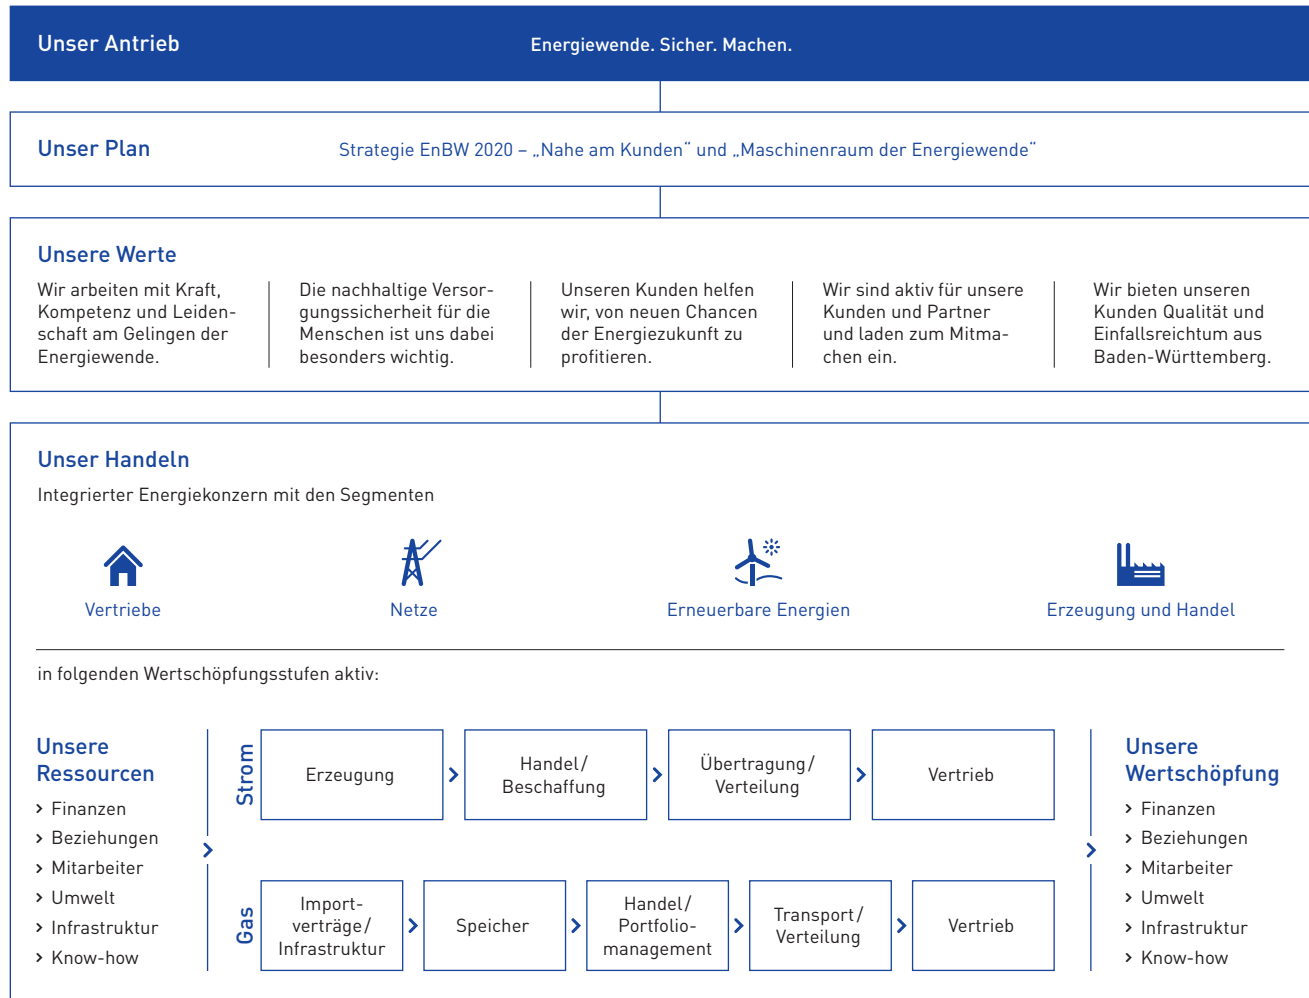 Unser Antrieb
Energiewende. Sicher. Machen.
Unser Plan
Strategie EnBW 2020 – „Nahe am Kunden“ und „Maschinenraum der Energiewende“
Unsere Werte
Wir arbeiten mit Kraft,
Kompetenz und Leiden-
schaft am Gelingen der
Energiewende.
Die nachhaltige Versor-
gungssicherheit für die
Menschen ist uns dabei
besonders wichtig.
Unseren Kunden helfen
wir, von neuen Chancen
der Energiezukunft zu
profitieren.
Wir sind aktiv für unsere
Kunden und Partner
und laden zum Mitma-
chen ein.
Wir bieten unseren
Kunden Qualität und
Einfallsreichtum aus
Baden-Württemberg.
Unser Handeln
Integrierter Energiekonzern mit den Segmenten
Vertriebe
Netze
Erneuerbare Energien
Erzeugung und Handel
in folgenden Wertschöpfungsstufen aktiv:
Unsere
Ressourcen
› Finanzen
› Beziehungen
› Mitarbeiter
› Umwelt
› Infrastruktur
› Know-how
Strom
Erzeugung
Handel/
Beschaffung
Übertragung/
Verteilung
Vertrieb
Gas
Import-
verträge/
Infrastruktur
Speicher
Handel/
Portfolio-
management
Transport/
Verteilung
Vertrieb
Unsere
Wertschöpfung
› Finanzen
› Beziehungen
› Mitarbeiter
› Umwelt
› Infrastruktur
› Know-how